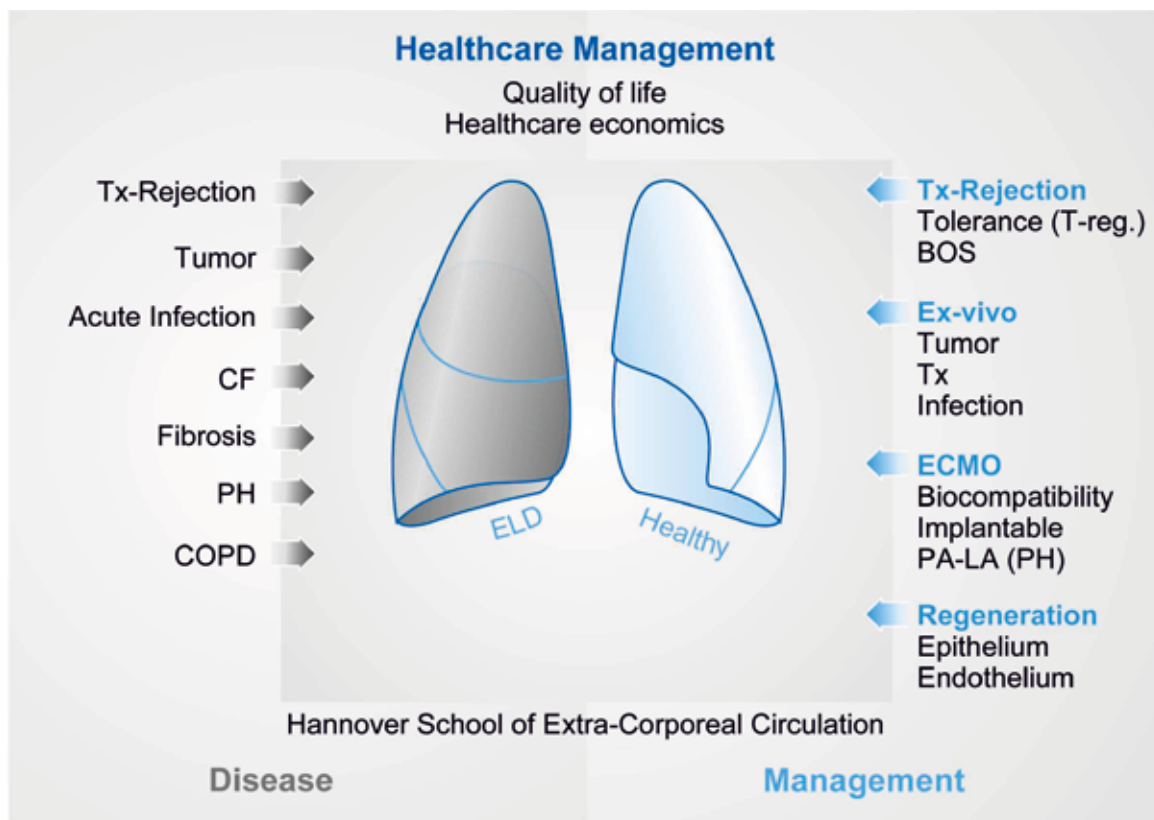 Healthcare Management
Quality of life
Healthcare economics
Tx-Rejection
Tumor
Acute Infection
CF
Fibrosis
PH
COPD
ELD
Healthy
Tx-Rejection
Tolerance (T-reg.)
BOS
Ex-vivo
Tumor
Tx
Infection
ECMO
Biocompatibility
Implantable
PA-LA (PH)
Regeneration
Epithelium
Endothelium
Hannover School of Extra-Corporeal Circulation
Disease
Management